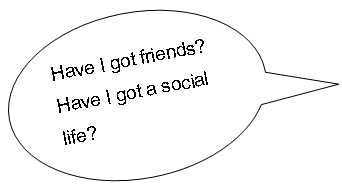 Have I got friends?
Have I got a social
life?